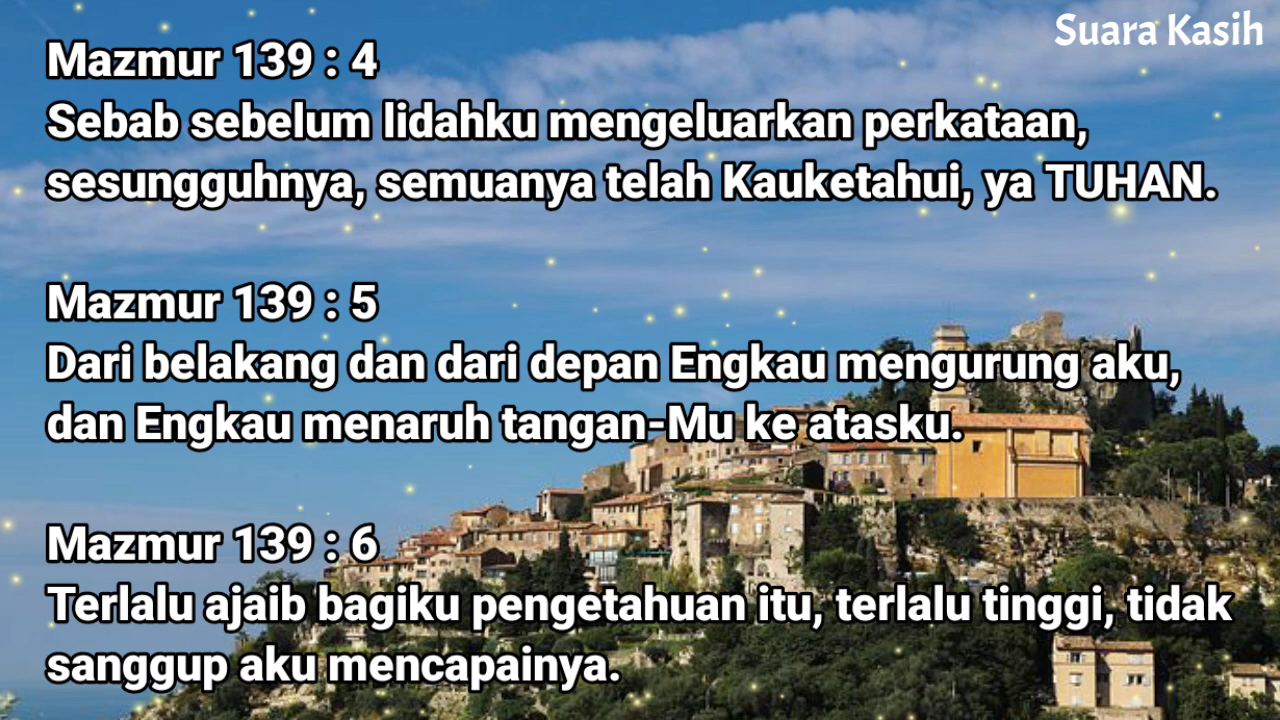 Suara Kasih
Mazmur 139 : 4
Sebab sebelum lidahku mengeluarkan perkataan,
sesungguhnya, semuanya telah Kauketahui, ya TUHAN.
Mazmur 139 : 5
Dari belakang dan dari depan Engkau mengurung aku,
dan Engkau menaruh tangan-Mu ke atasku.
Mazmur 139 : 6
Terlalu ajaib bagiku pengetahuan itu, terlalu tinggi, tidak
sanggup aku mencapainya.